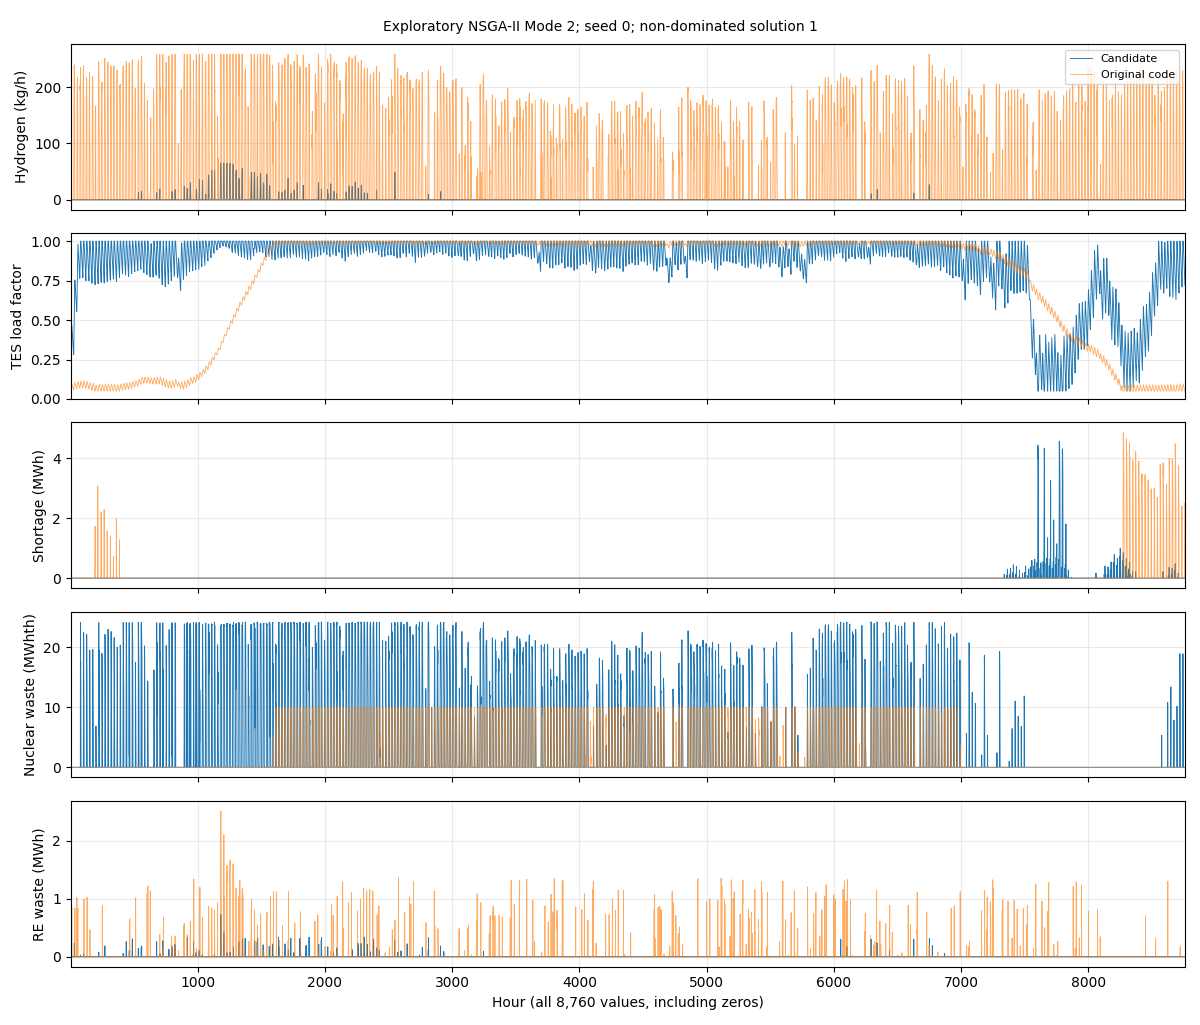 Exploratory NSGA-II Mode 2; seed 0; non-dominated solution 1
Hydrogen (kg/h)
200
100
0
Candidate
Original code
TES load factor
1.00
0.75
0.50
0.25
0.00
Shortage (MWh)
4
2
0
Nuclear waste (MWhth)
20
10
0
RE waste (MWh)
2
1
0
1000 2000 3000 4000 5000 6000 7000 8000
Hour (all 8,760 values, including zeros)